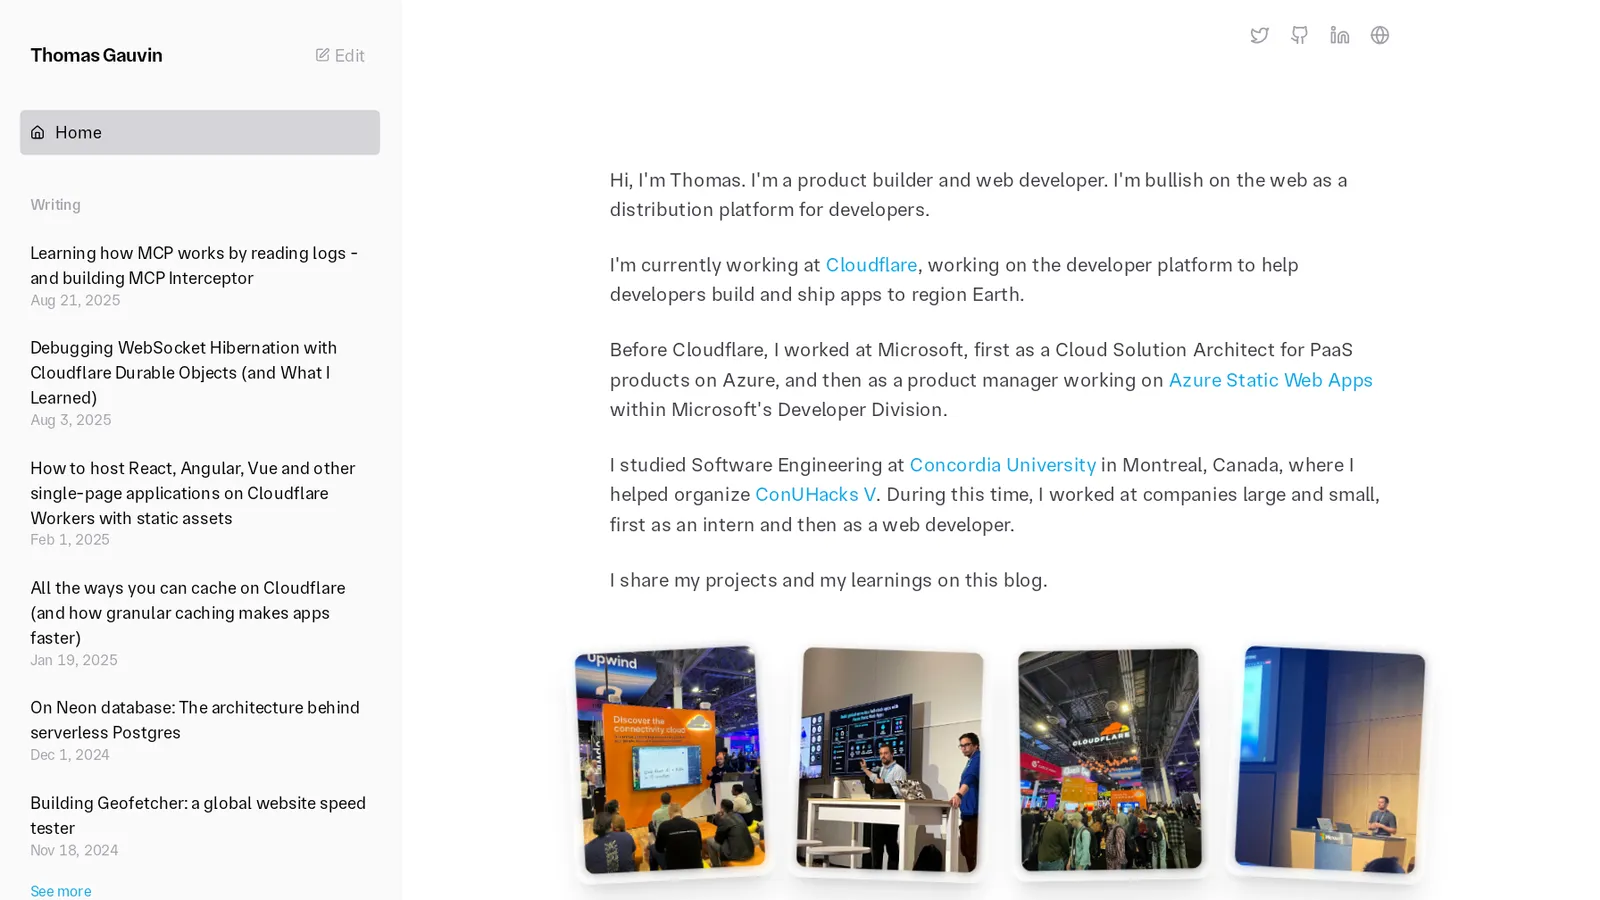 Thomas Gauvin
Edit
Home
Writing
Learning how MCP works by reading logs -
and building MCP Interceptor
Aug 21, 2025
Debugging WebSocket Hibernation with
Cloudflare Durable Objects (and What I
Learned)
Aug 3, 2025
How to host React, Angular, Vue and other
single-page applications on Cloudflare
Workers with static assets
Feb 1, 2025
All the ways you can cache on Cloudflare
(and how granular caching makes apps
faster)
Jan 19, 2025
On Neon database: The architecture behind
serverless Postgres
Dec 1, 2024
Building Geofetcher: a global website speed
tester
Nov 18, 2024
See more
Hi, I'm Thomas. I'm a product builder and web developer. I'm bullish on the web as a
distribution platform for developers.
I'm currently working at Cloudflare, working on the developer platform to help
developers build and ship apps to region Earth.
Before Cloudflare, I worked at Microsoft, first as a Cloud Solution Architect for PaaS
products on Azure, and then as a product manager working on Azure Static Web Apps
within Microsoft's Developer Division.
I studied Software Engineering at Concordia University in Montreal, Canada, where I
helped organize ConUHacks V. During this time, I worked at companies large and small,
first as an intern and then as a web developer.
I share my projects and my learnings on this blog.
upwind
Discover the
connectivity cloud
CLOUDFLARE